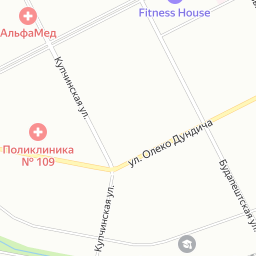 Fitness House
АльфаМед
Купчинская ул.
ул. Олеко Дундича
Поликлиника
№ 109
Будапештская ул.
Купчинская ул.